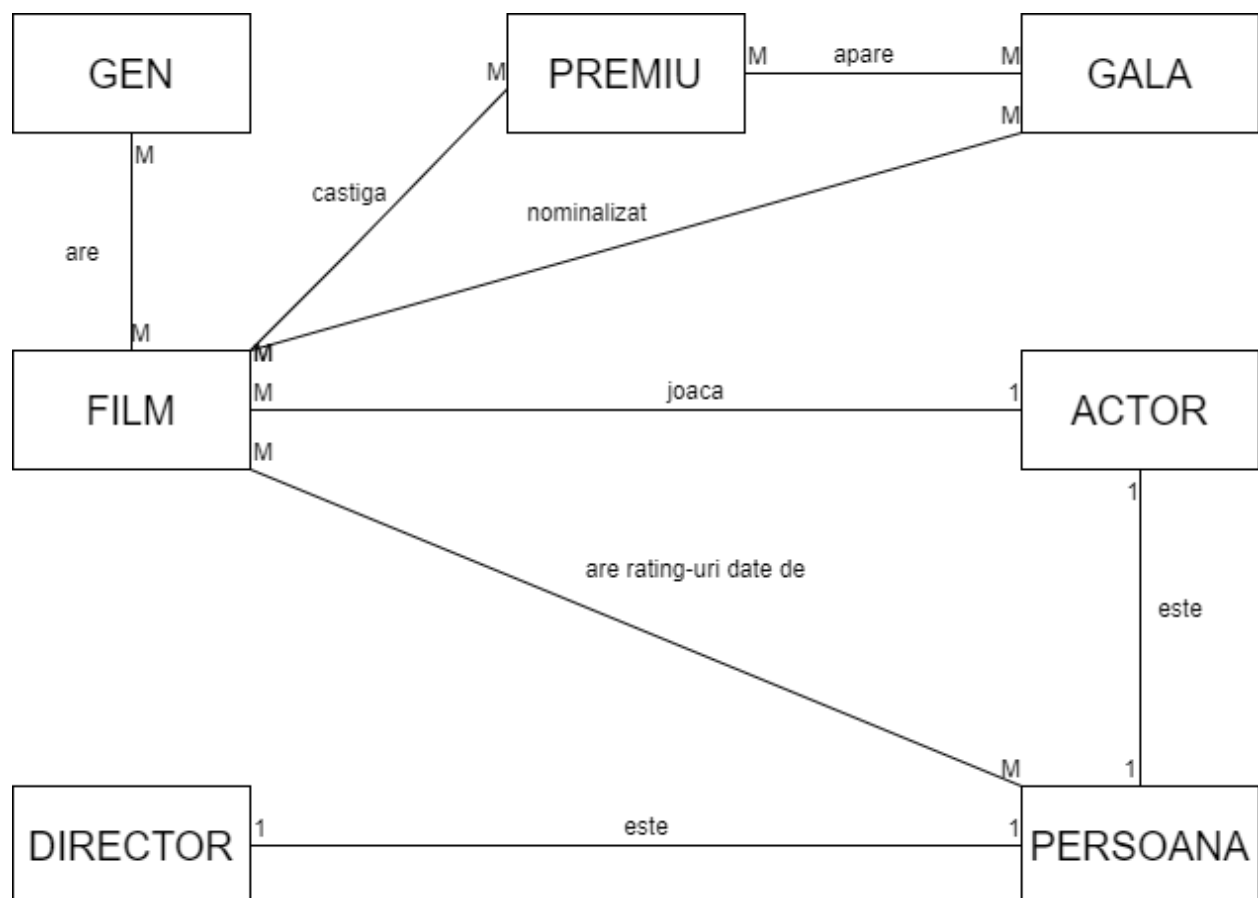 GEN
PREMIU
GALA
M
apare
M
M
M
M
castiga
nominalizat
are
M
M
FILM
M
joaca
1
ACTOR
M
1
are rating-uri date de
este
M
1
DIRECTOR
1
este
1
PERSOANA